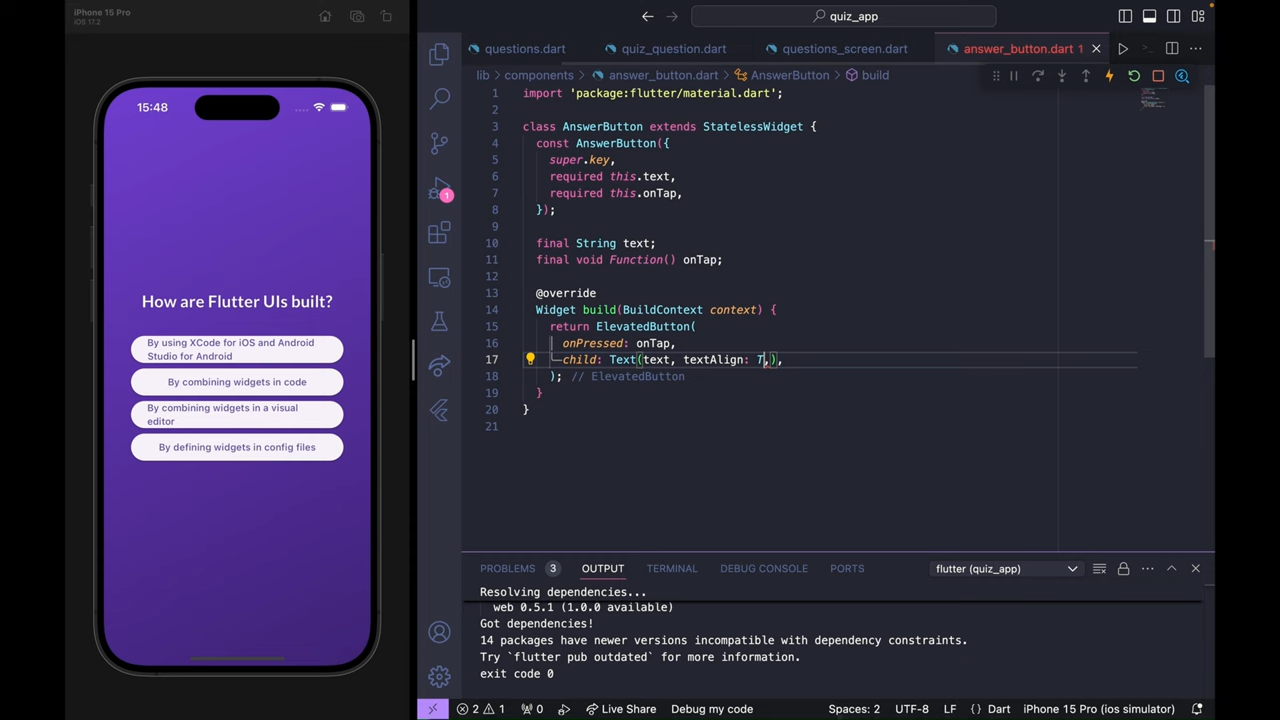 iPhone 15 Pro
iOS 17.2
15:48
How are Flutter UIs built?
By using XCode for iOS and Android
Studio for Android
By combining widgets in code
By combining widgets in a visual
editor
By defining widgets in config files
quiz_app
questions.dart
quiz_question.dart
questions_screen.dart
answer_button.dart 1
lib > components > answer_button.dart > AnswerButton > build
1 import 'package:flutter/material.dart';
2
3 class AnswerButton extends StatelessWidget {
4 const AnswerButton({
5 super.key,
6 required this.text,
7 required this.onTap,
8 });
9
10 final String text;
11 final void Function() onTap;
12
13 @override
14 Widget build(BuildContext context) {
15 return ElevatedButton(
16 onPressed: onTap,
17 child: Text(text, textAlign: T,),
18 ); // ElevatedButton
19 }
20 }
21
1
PROBLEMS 3 OUTPUT TERMINAL DEBUG CONSOLE PORTS flutter (quiz_app)
Resolving dependencies...
web 0.5.1 (1.0.0 available)
Got dependencies!
14 packages have newer versions incompatible with dependency constraints.
Try `flutter pub outdated` for more information.
exit code 0
2 1 0 Live Share Debug my code Spaces: 2 UTF-8 LF {} Dart iPhone 15 Pro (ios simulator)